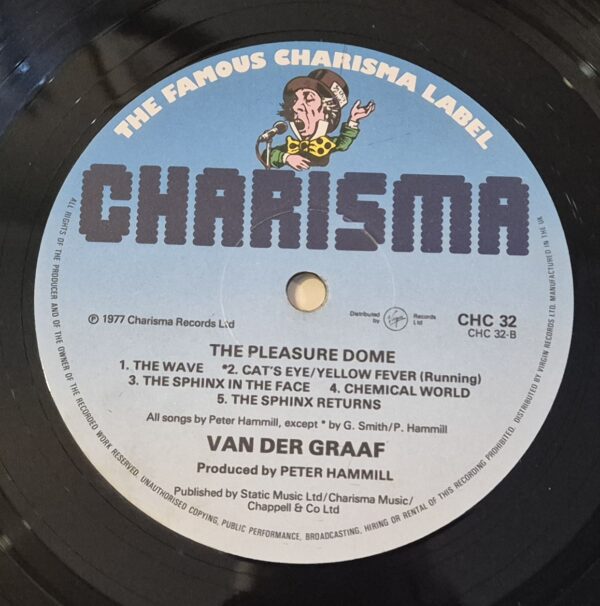 THE FAMOUS CHARISMA LABEL
CHARISMA
℗ 1977 Charisma Records Ltd
Distributed by Virgin Records Ltd
CHC 32
CHC 32-B
THE PLEASURE DOME
1. THE WAVE *2. CAT'S EYE/YELLOW FEVER (Running)
3. THE SPHINX IN THE FACE 4. CHEMICAL WORLD
5. THE SPHINX RETURNS
All songs by Peter Hammill, except * by G. Smith/P. Hammill
VAN DER GRAAF
Produced by PETER HAMMILL
Published by Static Music Ltd/Charisma Music/
Chappell & Co Ltd
ALL RIGHTS OF THE PRODUCER AND OF THE OWNER OF THE RECORDED WORK RESERVED. UNAUTHORISED COPYING, PUBLIC PERFORMANCE, BROADCASTING, HIRING OR RENTAL OF THIS RECORDING PROHIBITED. DISTRIBUTED BY VIRGIN RECORDS LTD. MANUFACTURED IN THE UK